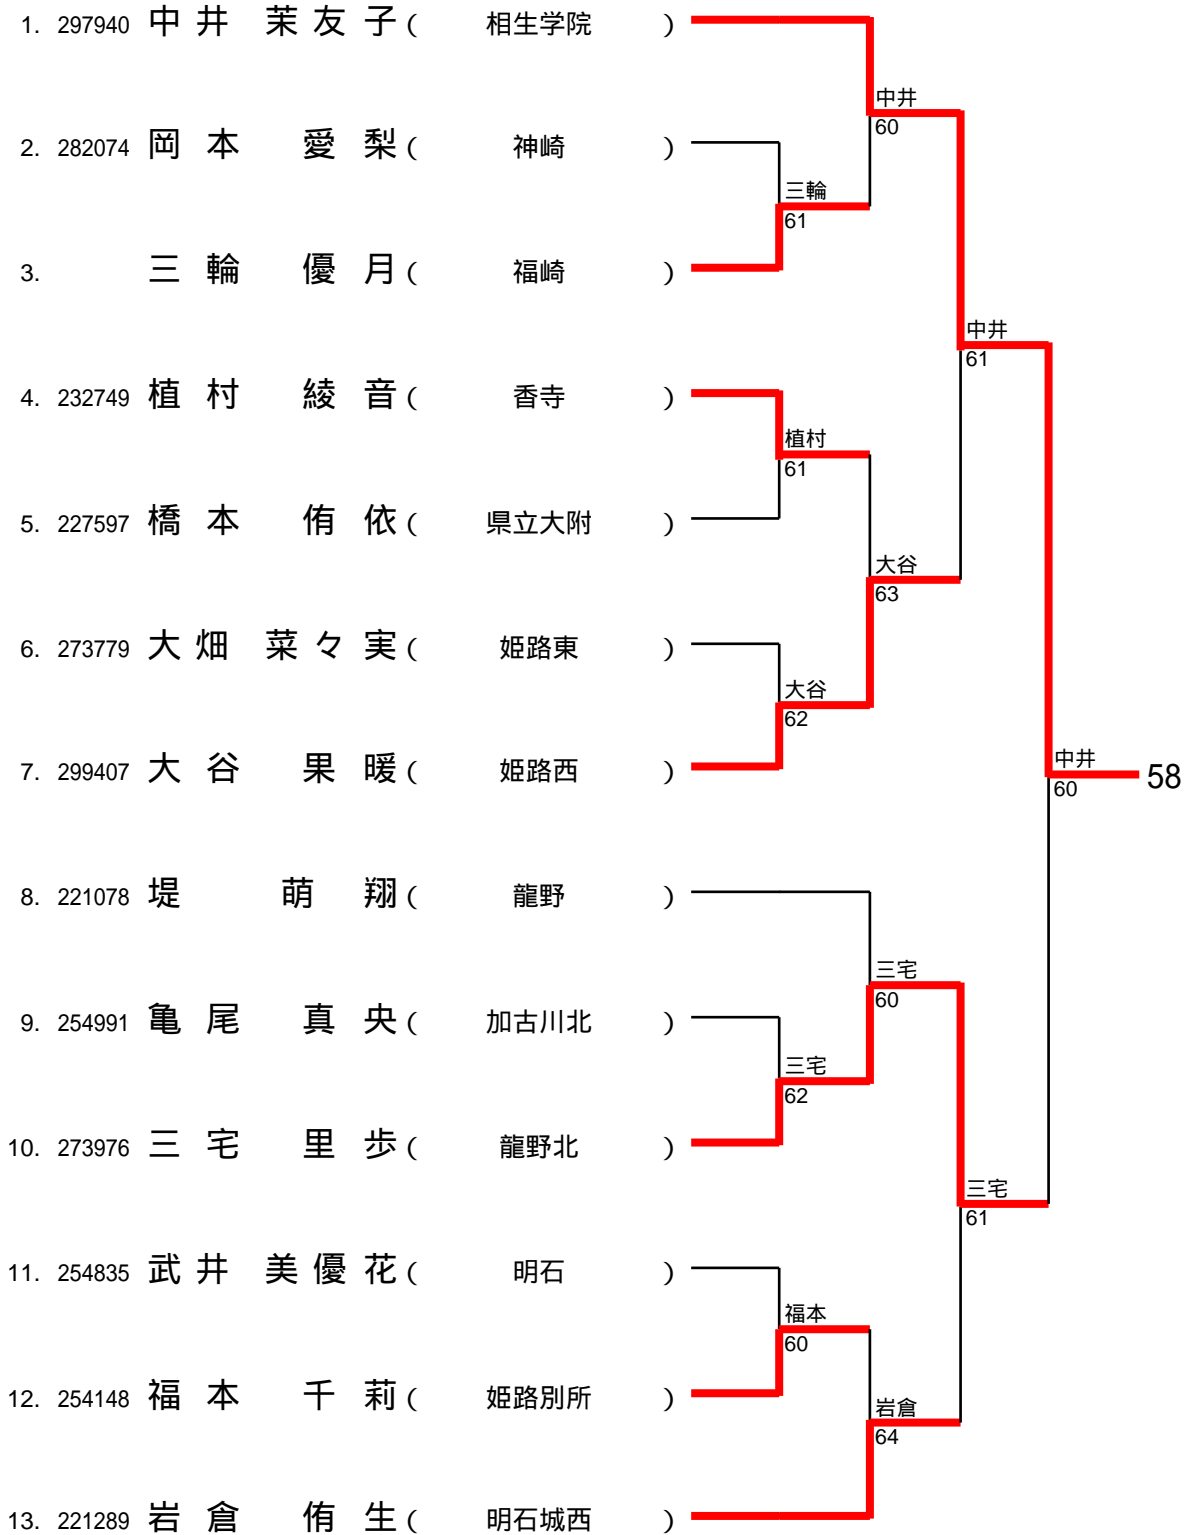 1. 297940 中井 茉友子 ( 相生学院 )
中井
60
2. 282074 岡本 愛梨 ( 神崎 )
三輪
61
3. 三輪 優月 ( 福崎 )
中井
61
4. 232749 植村 綾音 ( 香寺 )
植村
61
5. 227597 橋本 侑依 ( 県立大附 )
大谷
63
6. 273779 大畑 菜々実 ( 姫路東 )
大谷
62
7. 299407 大谷 果暖 ( 姫路西 )
中井
60
58
8. 221078 堤 萌翔 ( 龍野 )
三宅
60
9. 254991 亀尾 真央 ( 加古川北 )
三宅
62
10. 273976 三宅 里歩 ( 龍野北 )
三宅
61
11. 254835 武井 美優花 ( 明石 )
福本
60
12. 254148 福本 千莉 ( 姫路別所 )
岩倉
64
13. 221289 岩倉 侑生 ( 明石城西 )